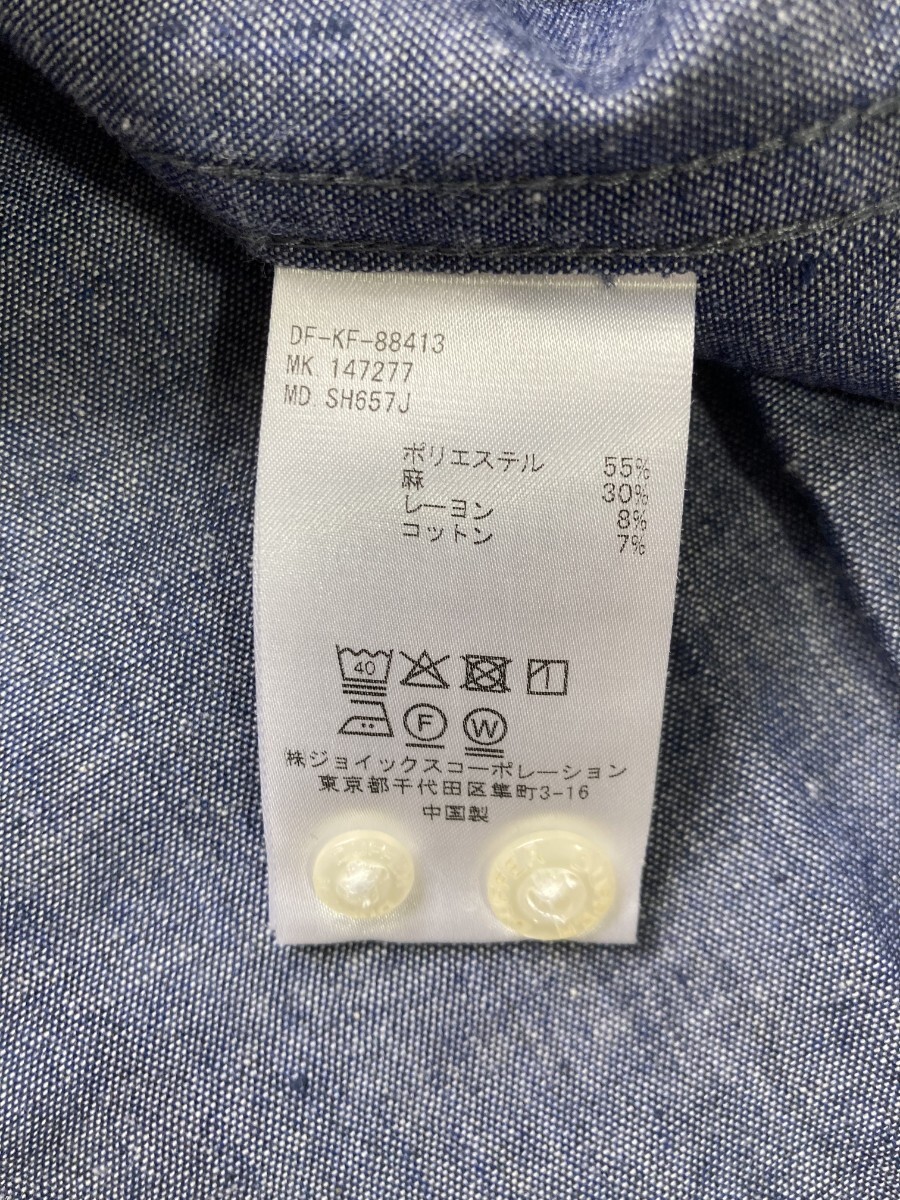 DF-KF-88413
MK 147277
MD. SH657J
ポリエステル 55%
麻 30%
レーヨン 8%
コットン 7%
40
F W
㈱ジョイックスコーポレーション
東京都千代田区隼町3-16
中国製